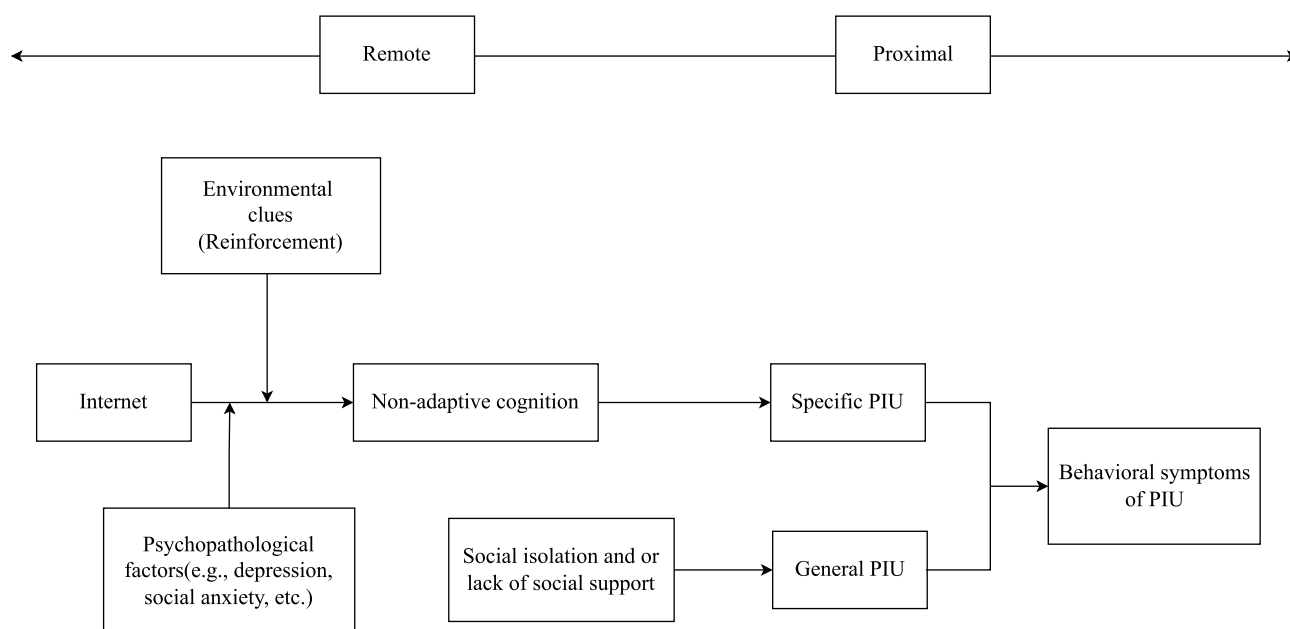 Remote
Proximal
Environmental
clues
(Reinforcement)
Internet
Non-adaptive cognition
Specific PIU
Behavioral symptoms
of PIU
Psychopathological
factors(e.g., depression,
social anxiety, etc.)
Social isolation and or
lack of social support
General PIU